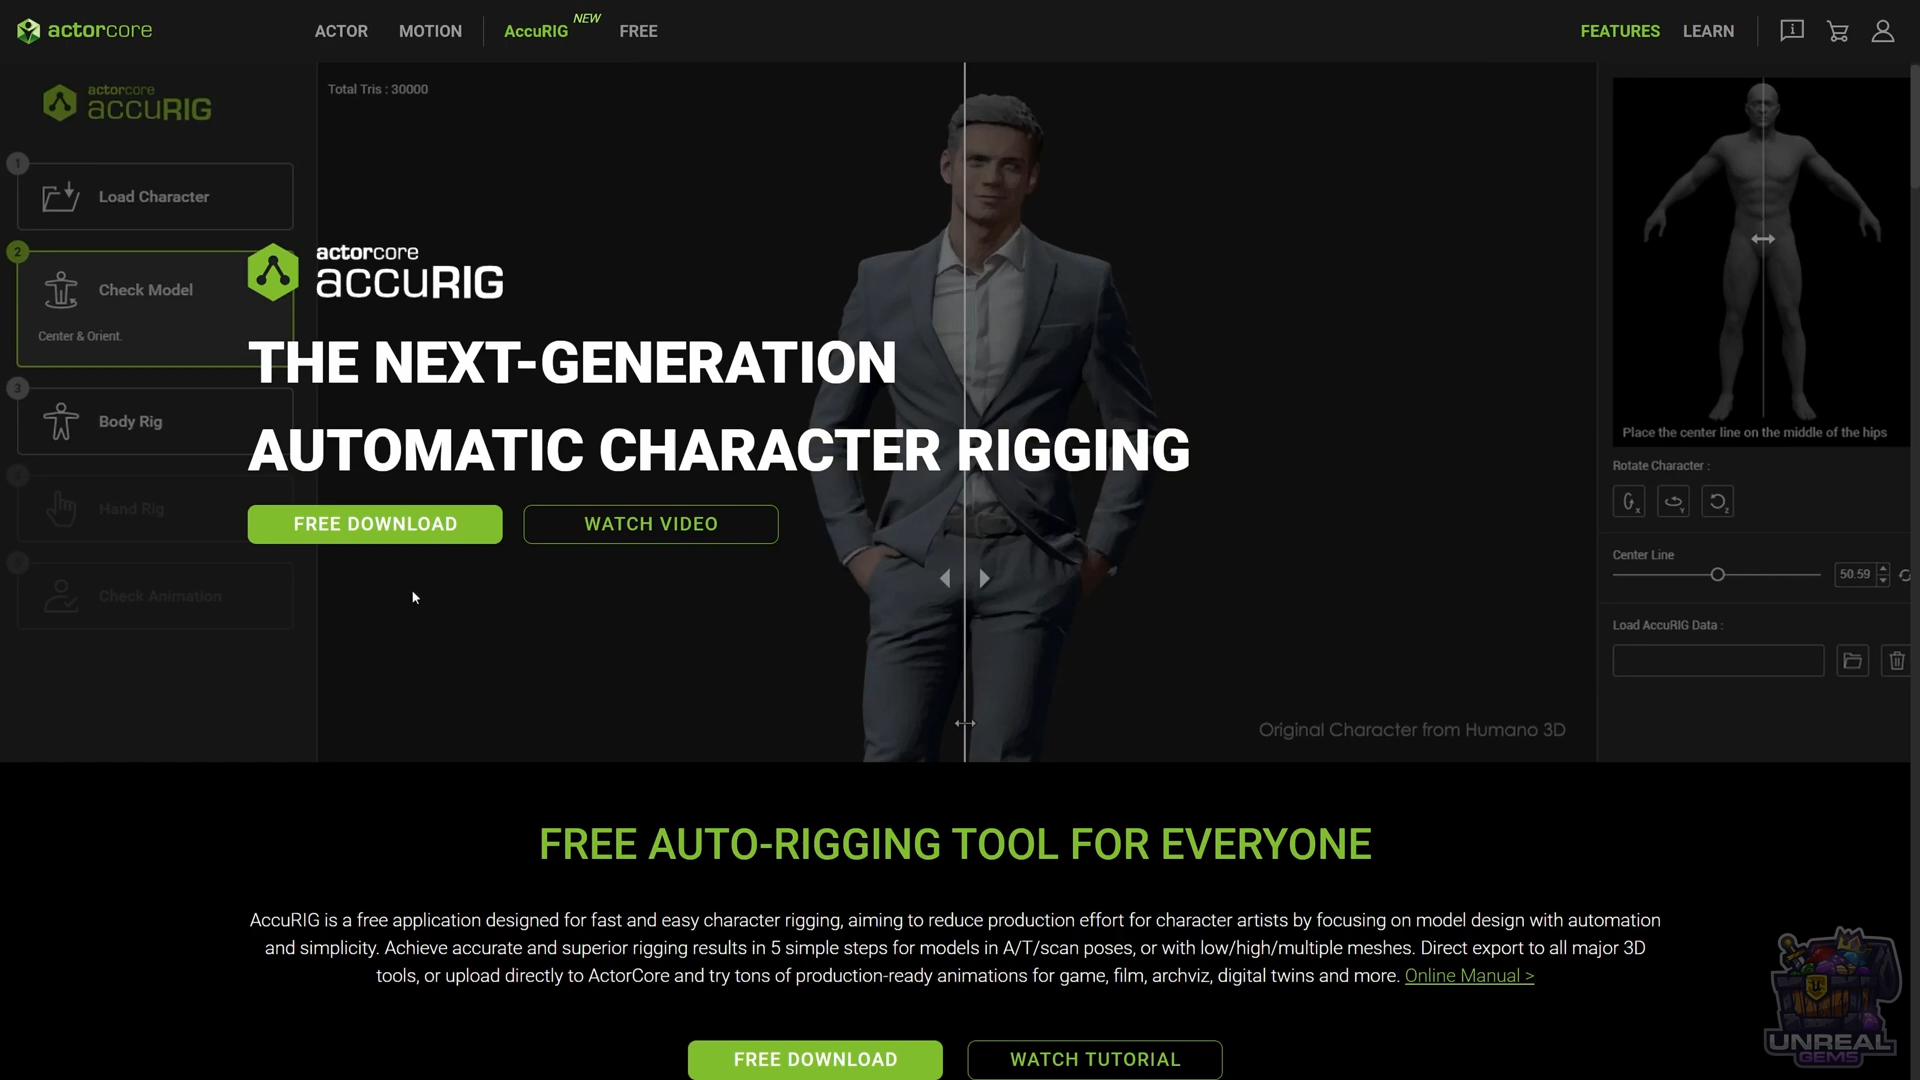 actorcore
ACTOR
MOTION
AccuRIG
NEW
FREE
FEATURES
LEARN
actorcore
accuRIG
Total Tris : 30000
1
Load Character
2
Check Model
Center & Orient.
3
Body Rig
Hand Rig
Check Animation
actorcore
accuRIG
THE NEXT-GENERATION
AUTOMATIC CHARACTER RIGGING
FREE DOWNLOAD
WATCH VIDEO
Original Character from Humano 3D
Place the center line on the middle of the hips
Rotate Character :
X
Y
Z
Center Line
50.59
Load AccuRIG Data :
FREE AUTO-RIGGING TOOL FOR EVERYONE
AccuRIG is a free application designed for fast and easy character rigging, aiming to reduce production effort for character artists by focusing on model design with automation
and simplicity. Achieve accurate and superior rigging results in 5 simple steps for models in A/T/scan poses, or with low/high/multiple meshes. Direct export to all major 3D
tools, or upload directly to ActorCore and try tons of production-ready animations for game, film, archviz, digital twins and more. Online Manual >
FREE DOWNLOAD
WATCH TUTORIAL
UNREAL
GEMS